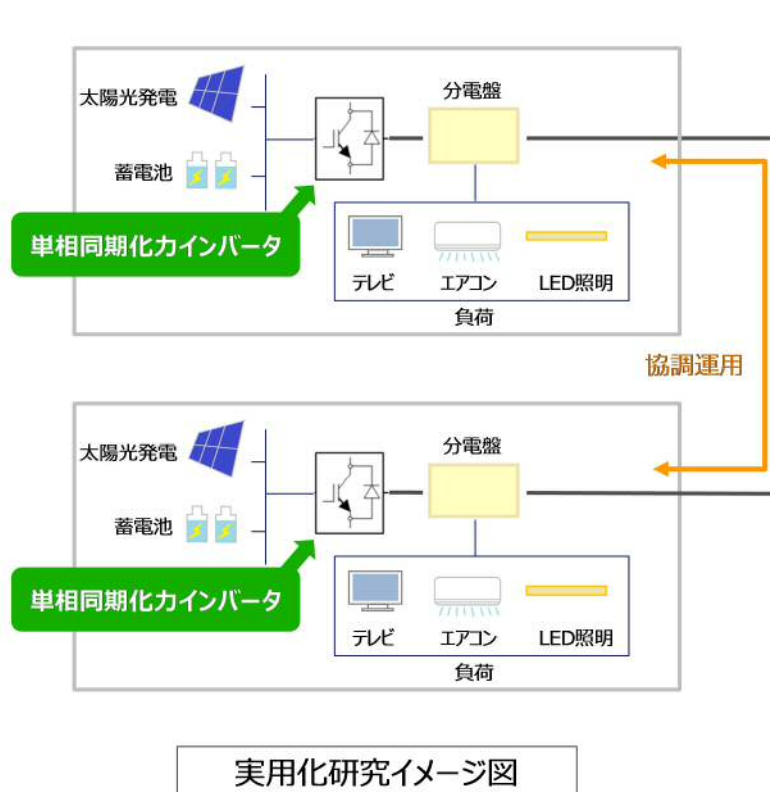 太陽光発電
分電盤
蓄電池
単相同期化力インバータ
テレビ
エアコン
LED照明
負荷
協調運用
太陽光発電
分電盤
蓄電池
単相同期化力インバータ
テレビ
エアコン
LED照明
負荷
実用化研究イメージ図